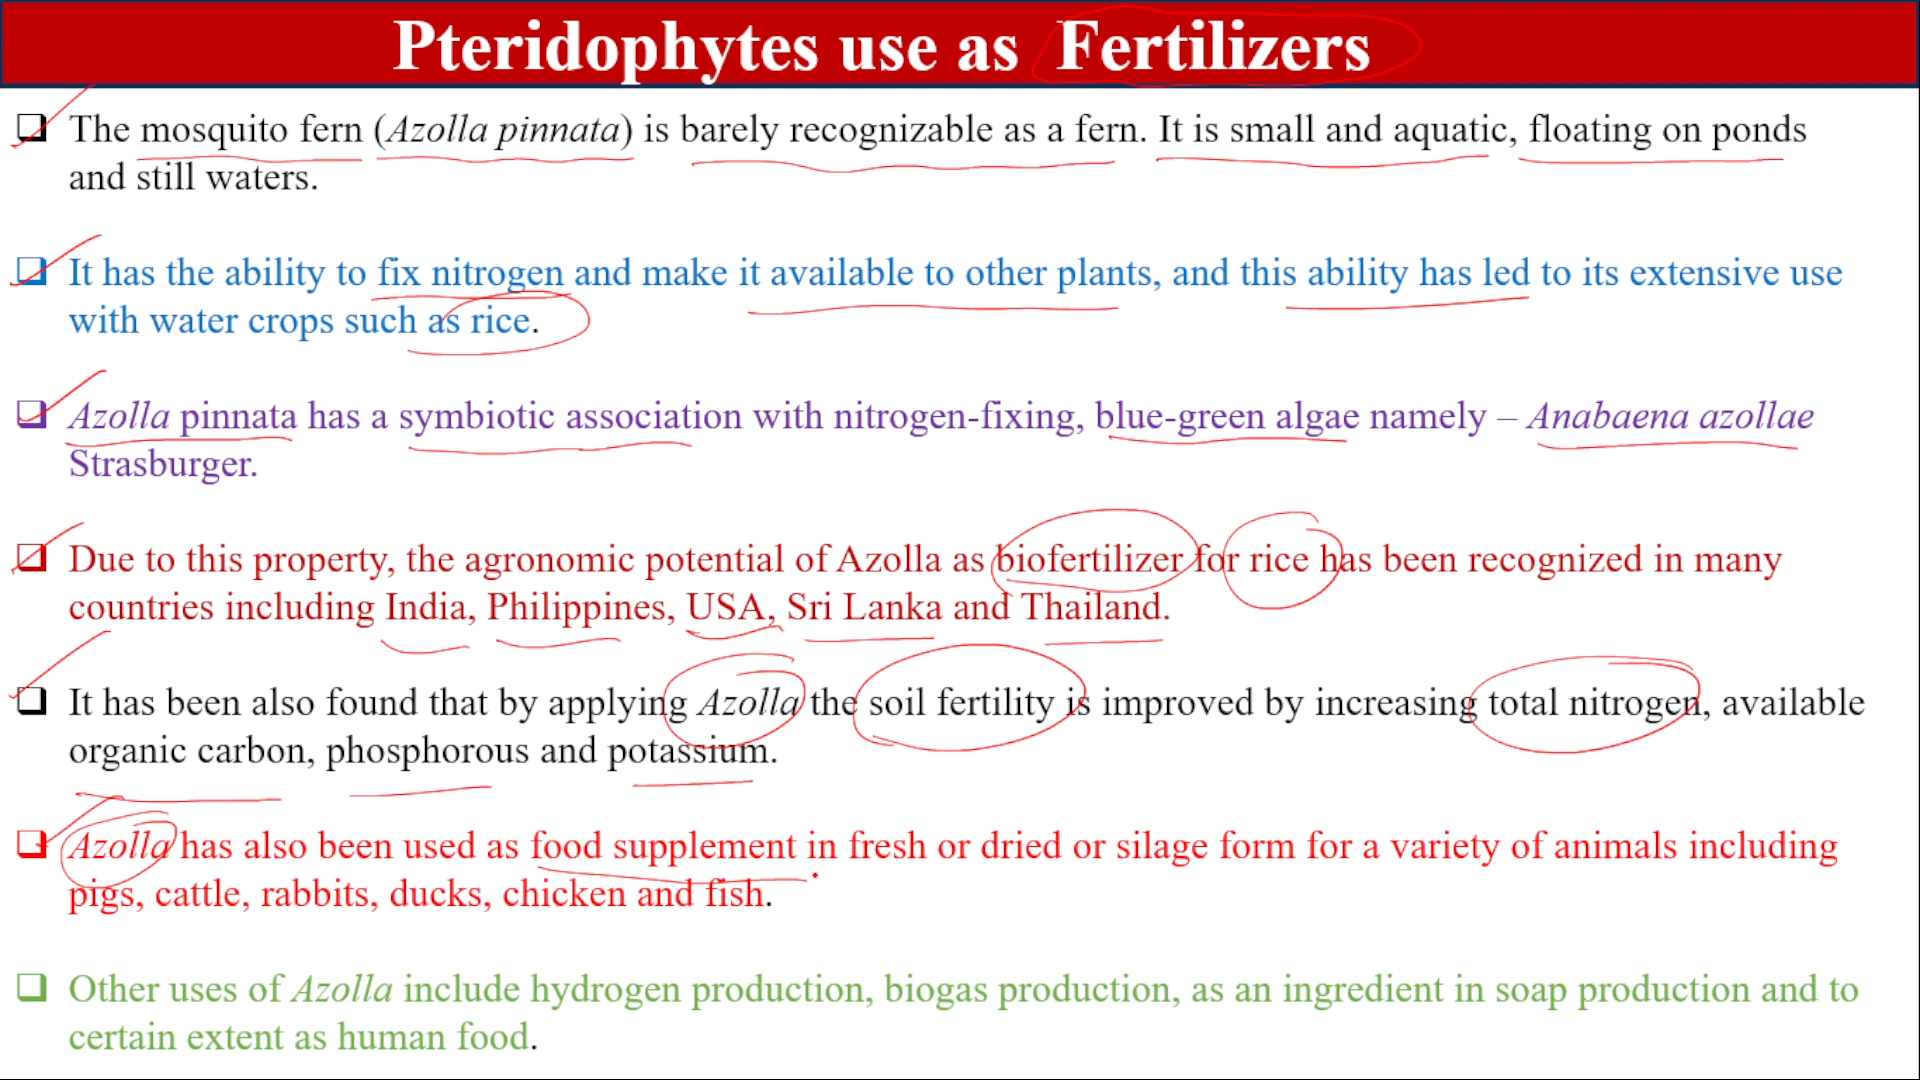 Pteridophytes use as Fertilizers
The mosquito fern (Azolla pinnata) is barely recognizable as a fern. It is small and aquatic, floating on ponds
and still waters.
It has the ability to fix nitrogen and make it available to other plants, and this ability has led to its extensive use
with water crops such as rice.
Azolla pinnata has a symbiotic association with nitrogen-fixing, blue-green algae namely – Anabaena azollae
Strasburger.
Due to this property, the agronomic potential of Azolla as biofertilizer for rice has been recognized in many
countries including India, Philippines, USA, Sri Lanka and Thailand.
It has been also found that by applying Azolla the soil fertility is improved by increasing total nitrogen, available
organic carbon, phosphorous and potassium.
Azolla has also been used as food supplement in fresh or dried or silage form for a variety of animals including
pigs, cattle, rabbits, ducks, chicken and fish.
Other uses of Azolla include hydrogen production, biogas production, as an ingredient in soap production and to
certain extent as human food.